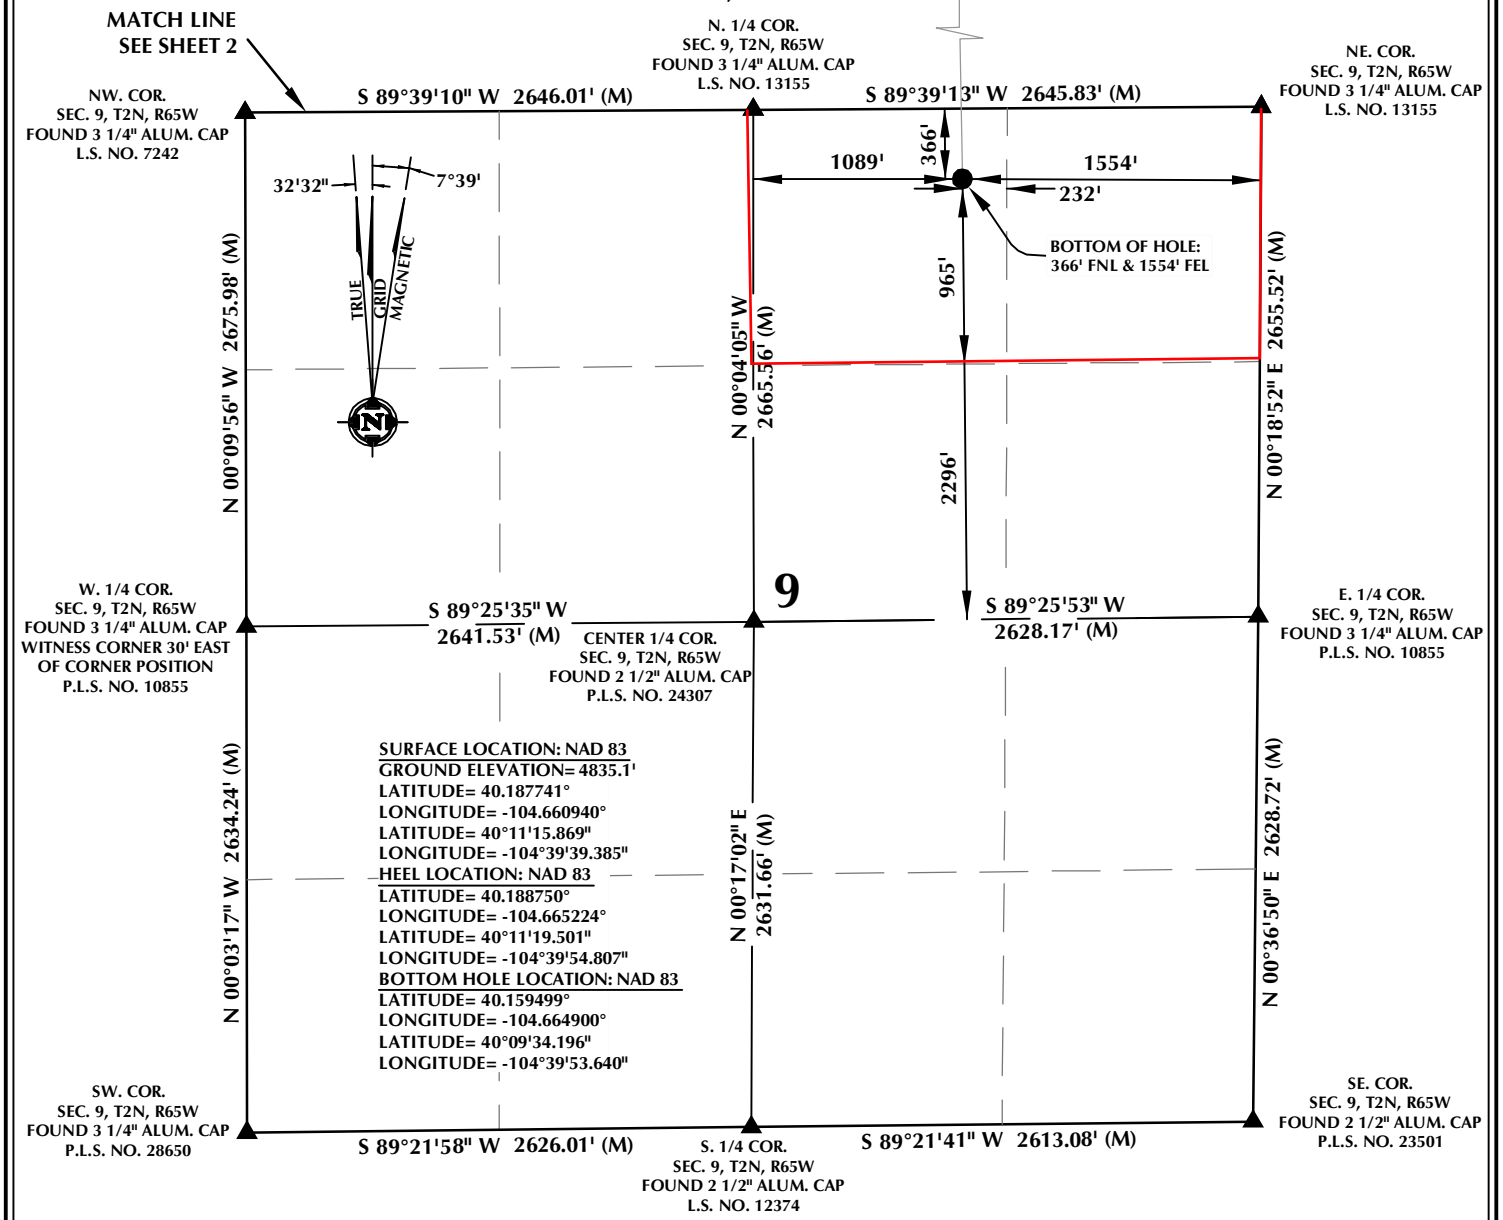 MATCH LINE
SEE SHEET 2
N. 1/4 COR.
SEC. 9, T2N, R65W
FOUND 3 1/4" ALUM. CAP
L.S. NO. 13155
NE. COR.
SEC. 9, T2N, R65W
FOUND 3 1/4" ALUM. CAP
L.S. NO. 13155
NW. COR.
SEC. 9, T2N, R65W
FOUND 3 1/4" ALUM. CAP
L.S. NO. 7242
S 89°39'10" W 2646.01' (M)
S 89°39'13" W 2645.83' (M)
366'
1089'
1554'
232'
32'32"
7°39'
TRUE
GRID
MAGNETIC
N
BOTTOM OF HOLE:
366' FNL & 1554' FEL
965'
2296'
N 00°09'56" W 2675.98' (M)
N 00°04'05" W
2665.56' (M)
N 00°18'52" E 2655.52' (M)
W. 1/4 COR.
SEC. 9, T2N, R65W
FOUND 3 1/4" ALUM. CAP
WITNESS CORNER 30' EAST
OF CORNER POSITION
P.L.S. NO. 10855
S 89°25'35" W
2641.53' (M)
9
CENTER 1/4 COR.
SEC. 9, T2N, R65W
FOUND 2 1/2" ALUM. CAP
P.L.S. NO. 24307
S 89°25'53" W
2628.17' (M)
E. 1/4 COR.
SEC. 9, T2N, R65W
FOUND 3 1/4" ALUM. CAP
P.L.S. NO. 10855
SURFACE LOCATION: NAD 83
GROUND ELEVATION= 4835.1'
LATITUDE= 40.187741°
LONGITUDE= -104.660940°
LATITUDE= 40°11'15.869"
LONGITUDE= -104°39'39.385"
HEEL LOCATION: NAD 83
LATITUDE= 40.188750°
LONGITUDE= -104.665224°
LATITUDE= 40°11'19.501"
LONGITUDE= -104°39'54.807"
BOTTOM HOLE LOCATION: NAD 83
LATITUDE= 40.159499°
LONGITUDE= -104.664900°
LATITUDE= 40°09'34.196"
LONGITUDE= -104°39'53.640"
N 00°03'17" W 2634.24' (M)
N 00°17'02" E
2631.66' (M)
N 00°36'50" E 2628.72' (M)
SW. COR.
SEC. 9, T2N, R65W
FOUND 3 1/4" ALUM. CAP
P.L.S. NO. 28650
S 89°21'58" W 2626.01' (M)
S. 1/4 COR.
SEC. 9, T2N, R65W
FOUND 2 1/2" ALUM. CAP
L.S. NO. 12374
S 89°21'41" W 2613.08' (M)
SE. COR.
SEC. 9, T2N, R65W
FOUND 2 1/2" ALUM. CAP
P.L.S. NO. 23501